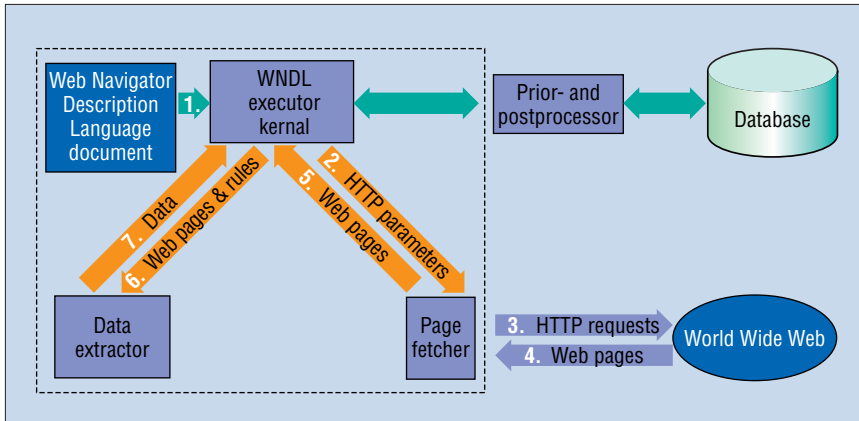 Web Navigator
Description
Language
document
1.
WNDL
executor
kernal
Prior- and
postprocessor
Database
2. HTTP parameters
5. Web pages
7. Data
6. Web pages & rules
Data
extractor
Page
fetcher
3. HTTP requests
4. Web pages
World Wide Web